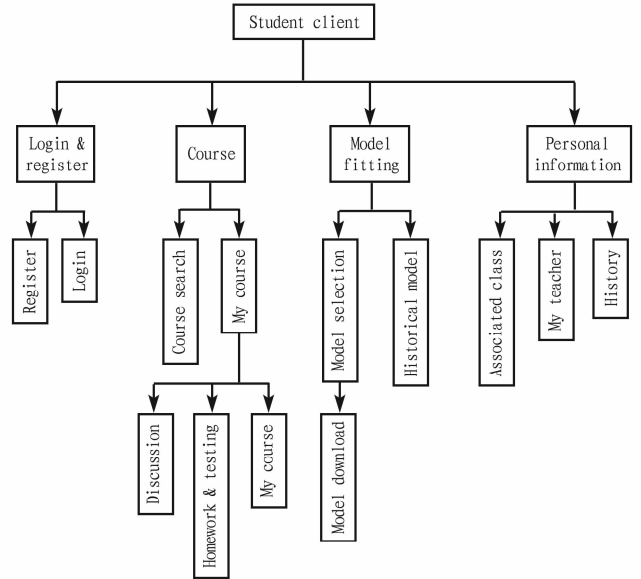 Student client
Login &
register
Course
Model
fitting
Personal
information
Register
Login
Course search
My course
Model selection
Historical model
Associated class
My teacher
History
Discussion
Homework & testing
My ccurse
Model download